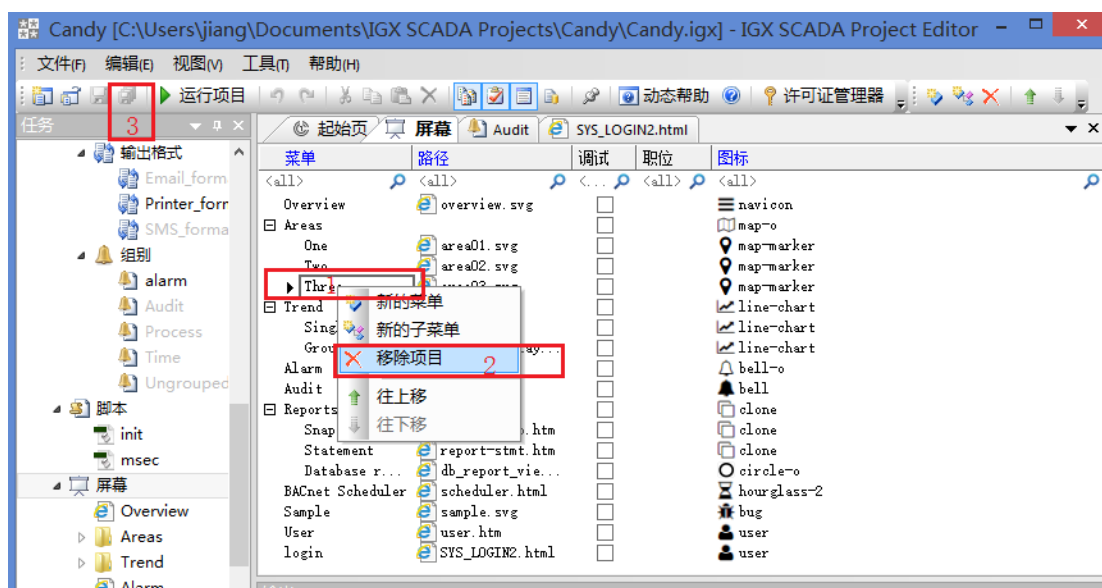 Candy [C:\Users\jiang\Documents\IGX SCADA Projects\Candy\Candy.igx] - IGX SCADA Project Editor
文件(F) 编辑(E) 视图(V) 工具(T) 帮助(H)
运行项目 动态帮助 许可证管理器
任务 3
起始页 屏幕 Audit SYS_LOGIN2.html
输出格式
Email_form
Printer_forr
SMS_forma
组别
alarm
Audit
Process
Time
Ungrouped
脚本
init
msec
屏幕
Overview
Areas
Trend
Alarm
菜单 路径 调试 职位 图标
<all> <all> <... <all> <all>
Overview overview.svg navicon
Areas map-o
One area01.svg map-marker
Two area02.svg map-marker
Thre 1 map-marker
Trend line-chart
Sing line-chart
Grou ay... line-chart
Alarm bell-o
Audit bell
Reports clone
Snap o.htm clone
Statement report-stmt.htm clone
Database r... db_report_vie... circle-o
BACnet Scheduler scheduler.html hourglass-2
Sample sample.svg bug
User user.htm user
login SYS_LOGIN2.html user
新的菜单
新的子菜单
移除项目 2
往上移
往下移